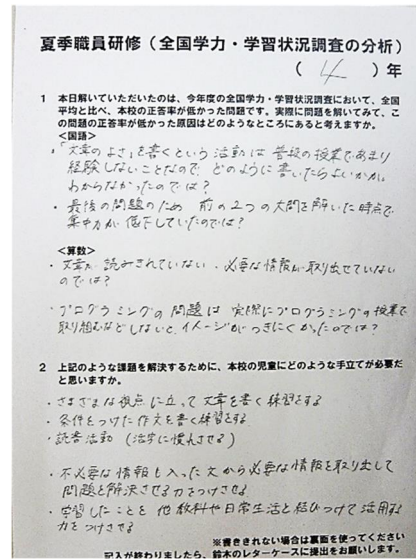 夏季職員研修（全国学力・学習状況調査の分析）
（ 4 ）年
1 本日解いていただいたのは、今年度の全国学力・学習状況調査において、全国
平均と比べ、本校の正答率が低かった問題です。実際に問題を解いてみて、こ
の問題の正答率が低かった原因はどのようなところにあると考えますか。
＜国語＞
・「文章のよさ」を書くという活動は普段の授業であまり
経験しないことなので、どのように書いたらよいかが、
わからなかったのでは？
・最後の問題のため 前の2つの大問を解いた時点で
集中力が低下していたのでは？
＜算数＞
・文章が読みきれていない・必要な情報が取り出せていない
のでは？
・プログラミングの問題は実際にプログラミングの授業で
取り組むなどしないと、イメージがつきにくかったのでは？
2 上記のような課題を解決するために、本校の児童にどのような手立てが必要だ
と思いますか。
・さまざまな視点に立って文章を書く練習をする
・条件をつけた作文を書く練習をする
・読書活動（活字に慣れさせる）
・不必要な情報も入った文から必要な情報を取り出して
問題を解決させる力をつけさせる
・学習したことを他教科や日常生活と結びつけて活用する
力をつけさせる
※書ききれない場合は裏面を使ってください
記入が終わりましたら、鈴木のレターケースに提出をお願いします。